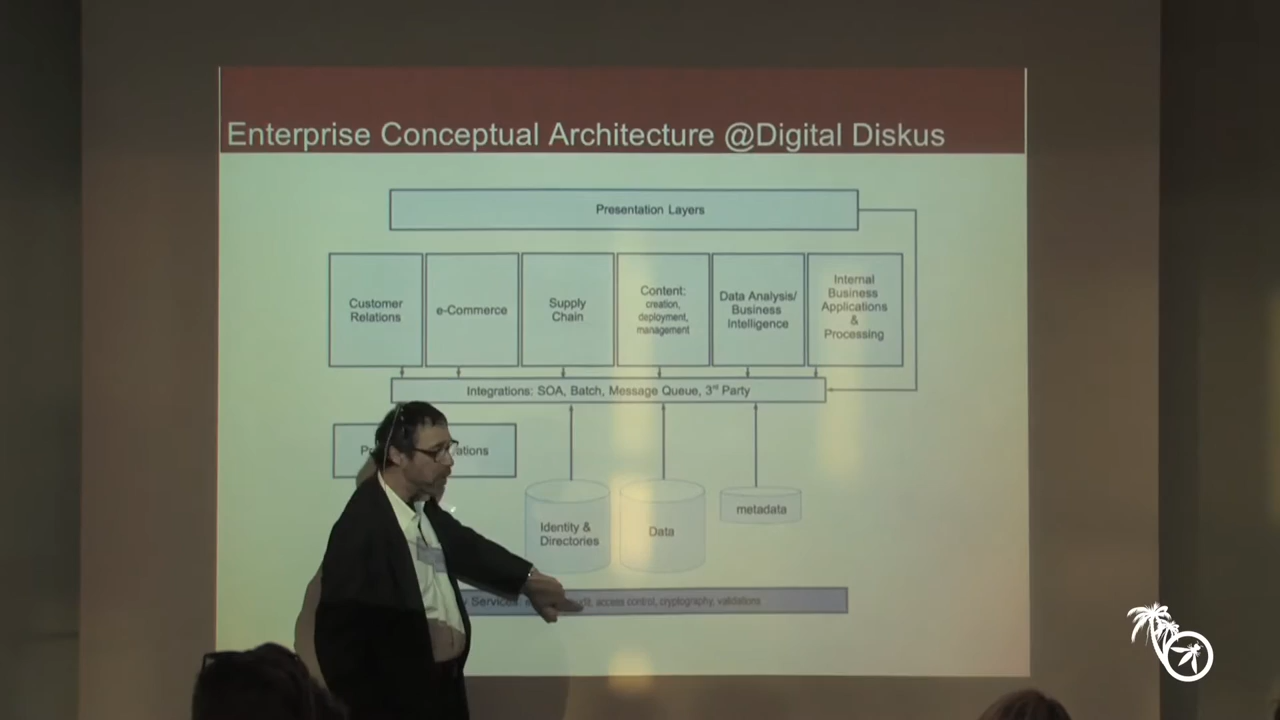 Enterprise Conceptual Architecture @Digital Diskus
Presentation Layers
Customer
Relations
e-Commerce
Supply
Chain
Content:
creation,
deployment,
management
Data Analysis/
Business
Intelligence
Internal
Business
Applications
&
Processing
Integrations: SOA, Batch, Message Queue, 3rd Party
Identity &
Directories
Data
metadata
Services: access control, cryptography, validations